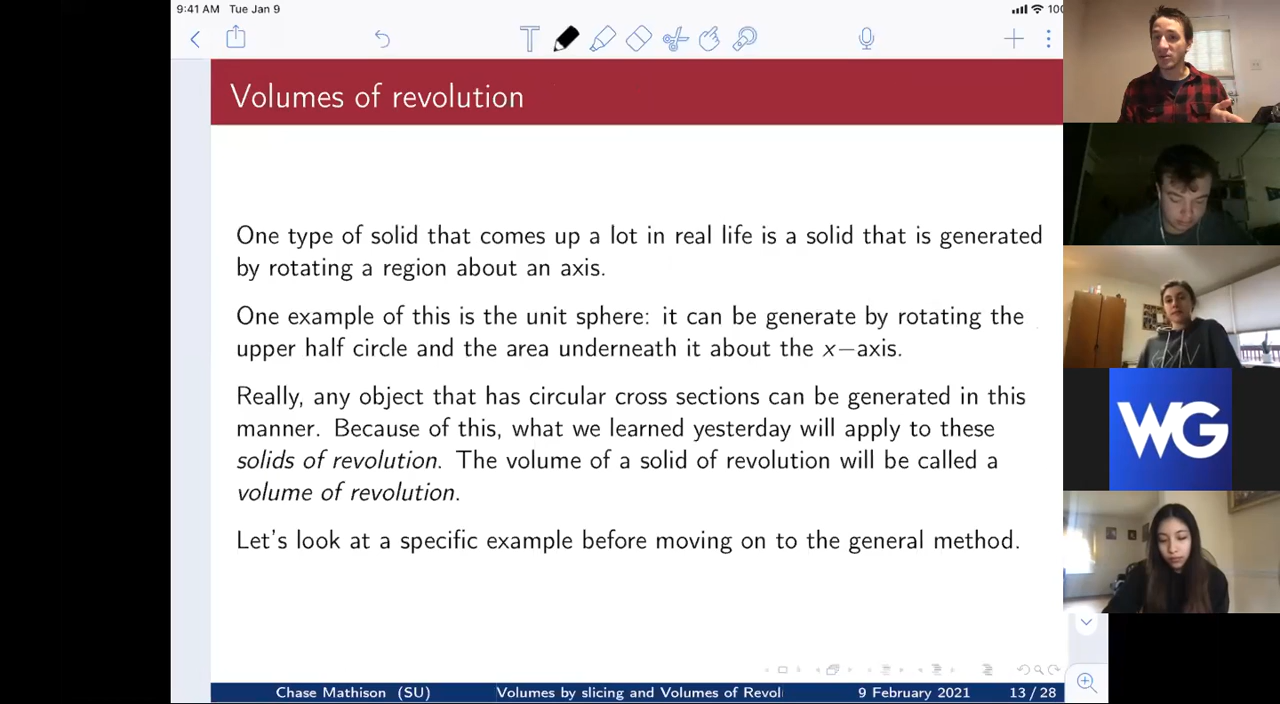 9:41 AM Tue Jan 9
T
Volumes of revolution
One type of solid that comes up a lot in real life is a solid that is generated
by rotating a region about an axis.
One example of this is the unit sphere: it can be generate by rotating the
upper half circle and the area underneath it about the x−axis.
Really, any object that has circular cross sections can be generated in this
manner. Because of this, what we learned yesterday will apply to these
solids of revolution. The volume of a solid of revolution will be called a
volume of revolution.
Let's look at a specific example before moving on to the general method.
WG
Chase Mathison (SU) Volumes by slicing and Volumes of Revol 9 February 2021 13 / 28